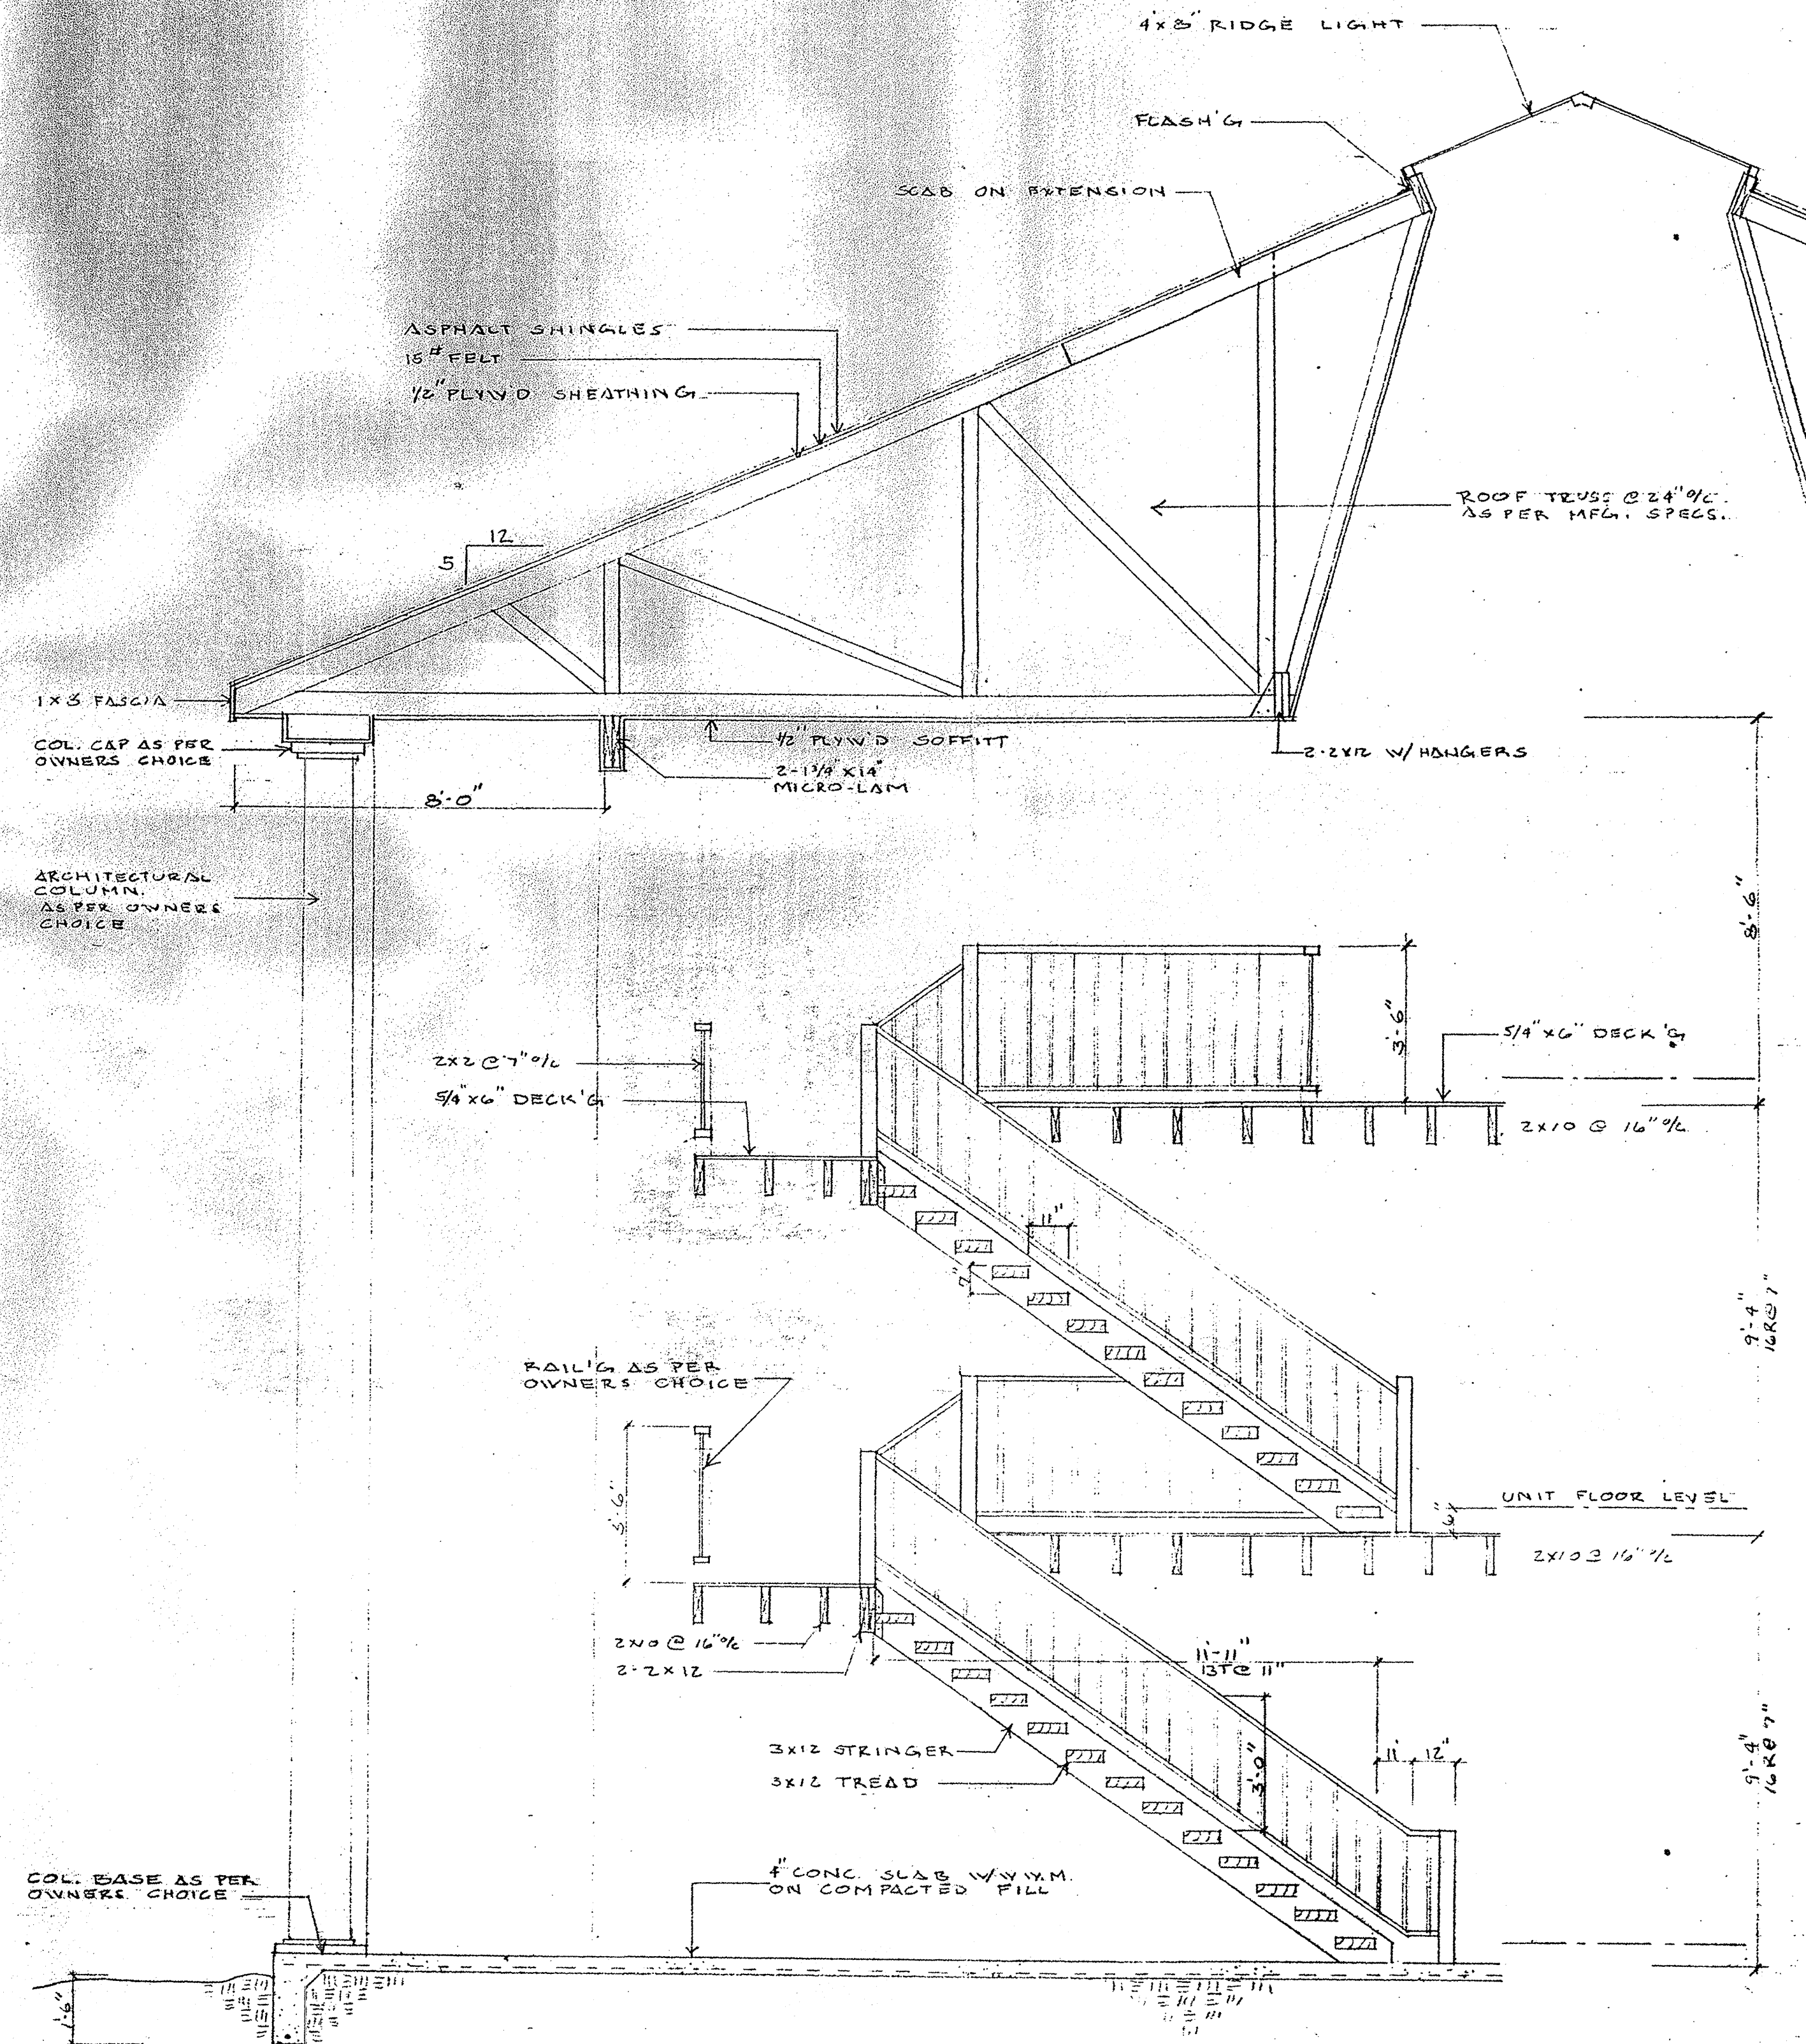 4'x8' RIDGE LIGHT
FLASH'G
SCAB ON EXTENSION
ASPHALT SHINGLES
15# FELT
1/2" PLYW'D SHEATHING
12
5
ROOF TRUSS @ 24" O/C.
AS PER MFG. SPECS.
1x8 FASCIA
COL. CAP AS PER
OWNERS CHOICE
1/2" PLYW'D SOFFITT
2-2x12 W/ HANGERS
2-1 3/4" x 14"
MICRO-LAM
8'-0"
ARCHITECTURAL
COLUMN.
AS PER OWNERS
CHOICE
8'-6"
3'-6"
5/4" x 6" DECK'G
2x2 @ 7" O/C
5/4" x 6" DECK'G
2x10 @ 16" O/C
11"
7"
9'-4"
16R @ 7"
RAIL'G AS PER
OWNERS CHOICE
3'-6"
UNIT FLOOR LEVEL
6"
2x10 @ 16" O/C
2x10 @ 16" O/C
2-2x12
11'-11"
13T @ 11"
3x12 STRINGER
3x12 TREAD
3'-0"
11"
12"
9'-4"
16R @ 7"
COL. BASE AS PER
OWNERS CHOICE
4" CONC. SLAB W/W.W.M.
ON COMPACTED FILL
1'-6"